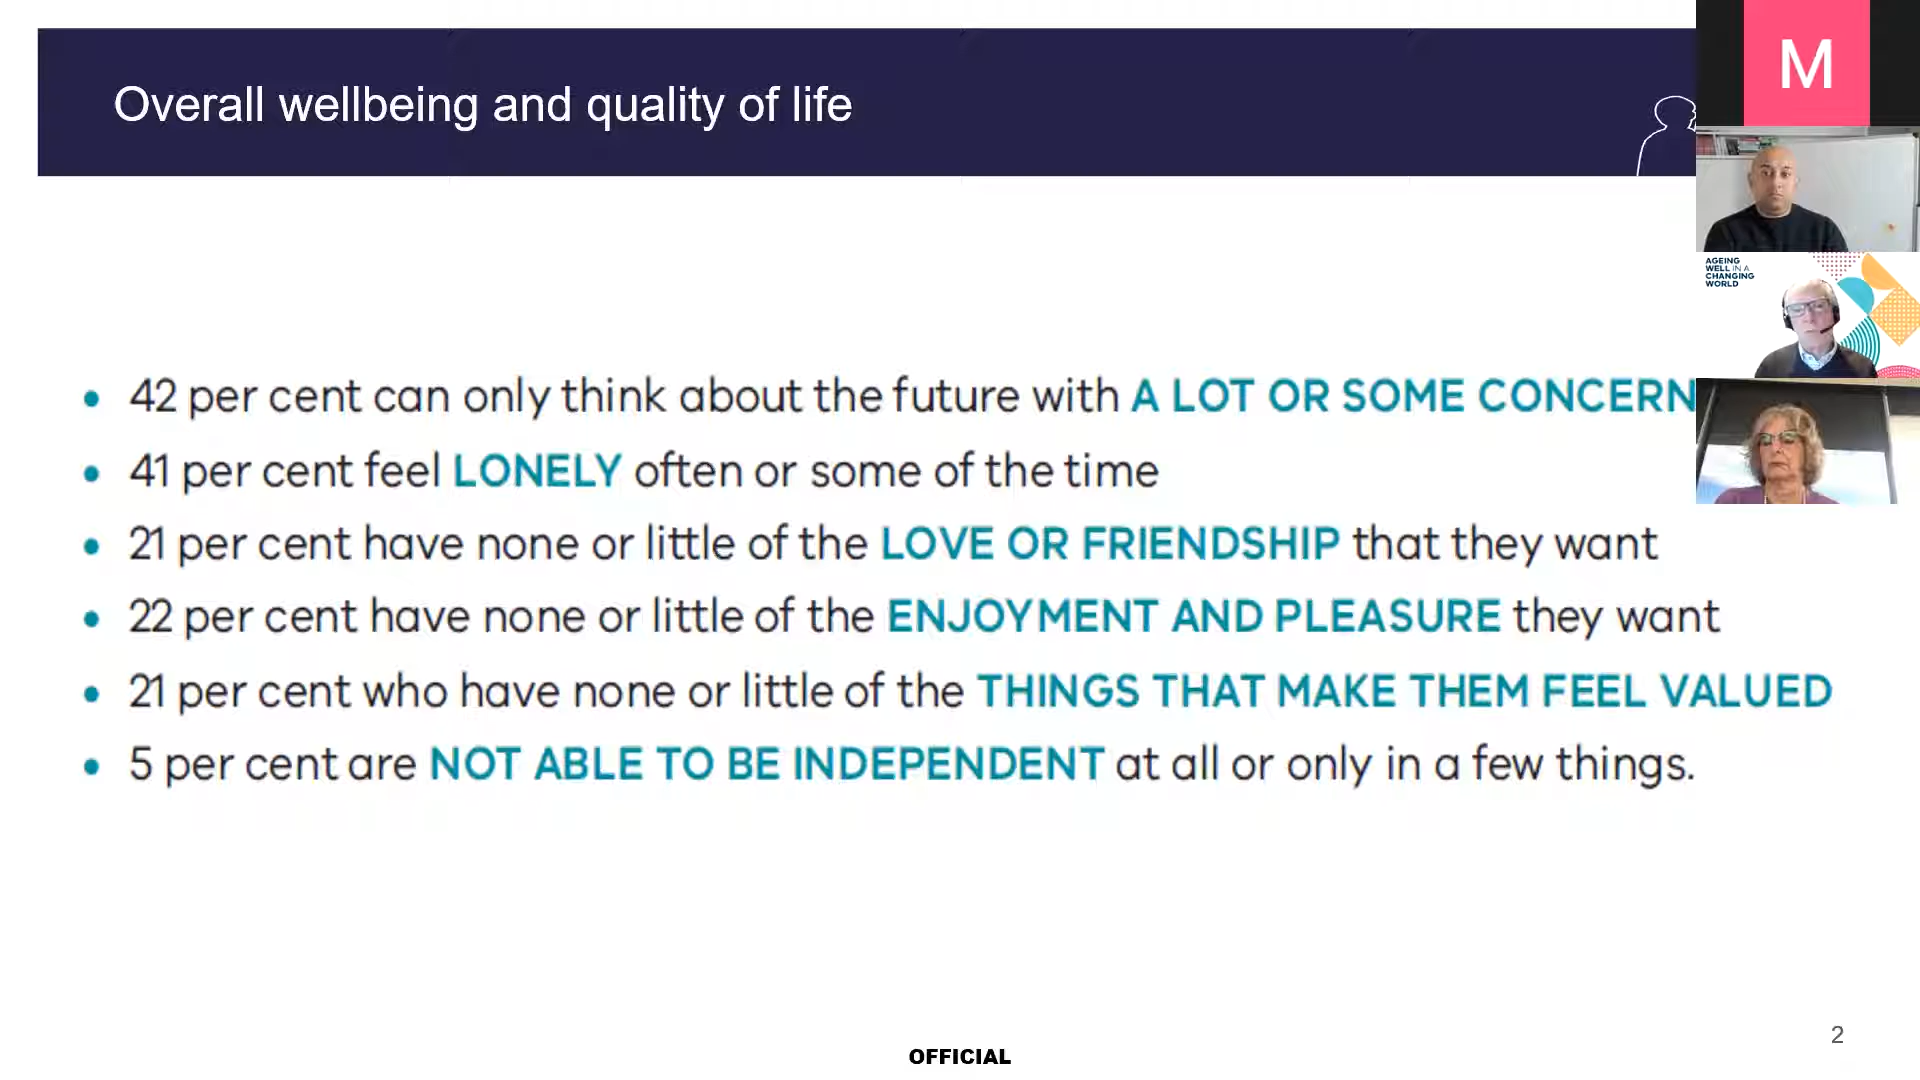 Overall wellbeing and quality of life
M
AGEING
WELL IN A
CHANGING
WORLD
• 42 per cent can only think about the future with A LOT OR SOME CONCERN
• 41 per cent feel LONELY often or some of the time
• 21 per cent have none or little of the LOVE OR FRIENDSHIP that they want
• 22 per cent have none or little of the ENJOYMENT AND PLEASURE they want
• 21 per cent who have none or little of the THINGS THAT MAKE THEM FEEL VALUED
• 5 per cent are NOT ABLE TO BE INDEPENDENT at all or only in a few things.
2
OFFICIAL